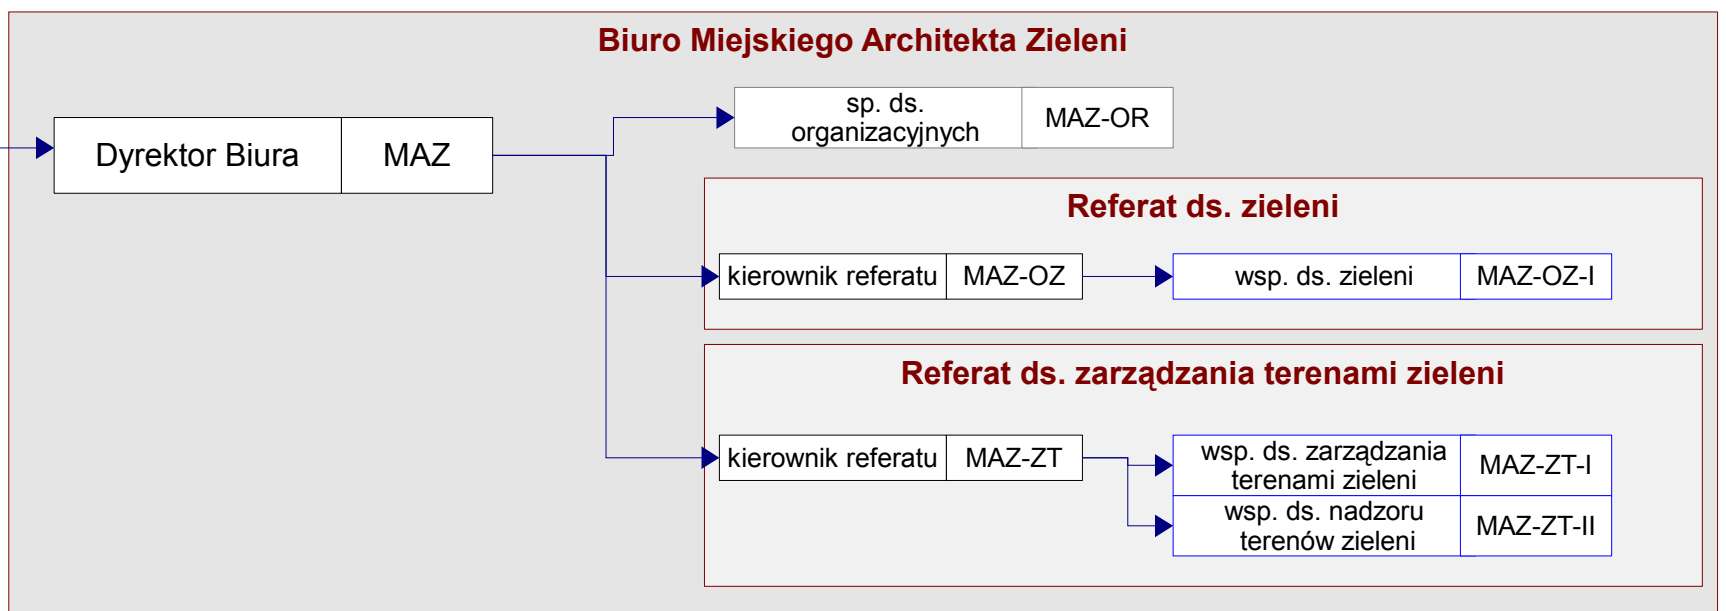 Biuro Miejskiego Architekta Zieleni
Dyrektor Biura MAZ
sp. ds.
organizacyjnych
MAZ-OR
Referat ds. zieleni
kierownik referatu MAZ-OZ
wsp. ds. zieleni MAZ-OZ-I
Referat ds. zarządzania terenami zieleni
kierownik referatu MAZ-ZT
wsp. ds. zarządzania
terenami zieleni
MAZ-ZT-I
wsp. ds. nadzoru
terenów zieleni
MAZ-ZT-II